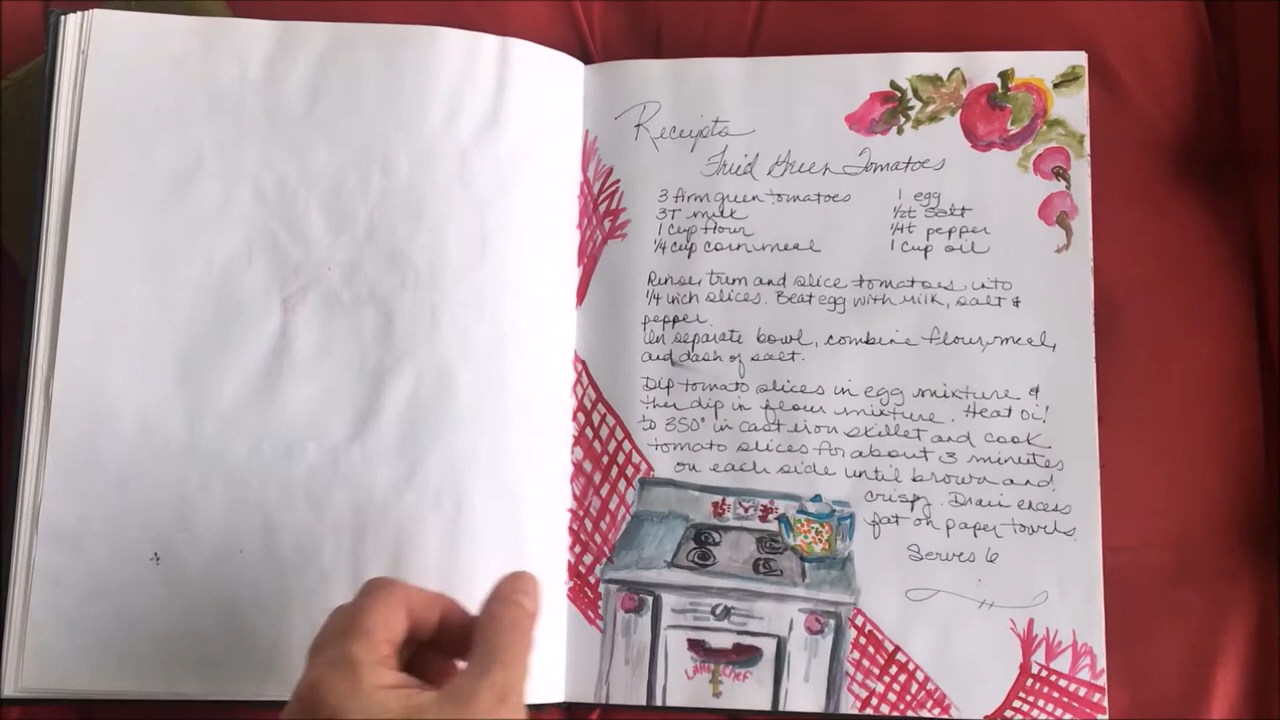 Receipts
Fried Green Tomatoes
3 firm green tomatoes
3T milk
1 cup flour
1/4 cup corn meal
1 egg
1/2t salt
1/4t pepper
1 cup oil
Rinse, trim and slice tomatoes into
1/4 inch slices. Beat egg with milk, salt &
pepper.
In separate bowl, combine flour, meal,
and dash of salt.
Dip tomato slices in egg mixture &
then dip in flour mixture. Heat oil
to 350° in cast iron skillet and cook
tomato slices for about 3 minutes
on each side until brown and
crispy. Drain excess
fat on paper towels.
Serves 6
Little Chef